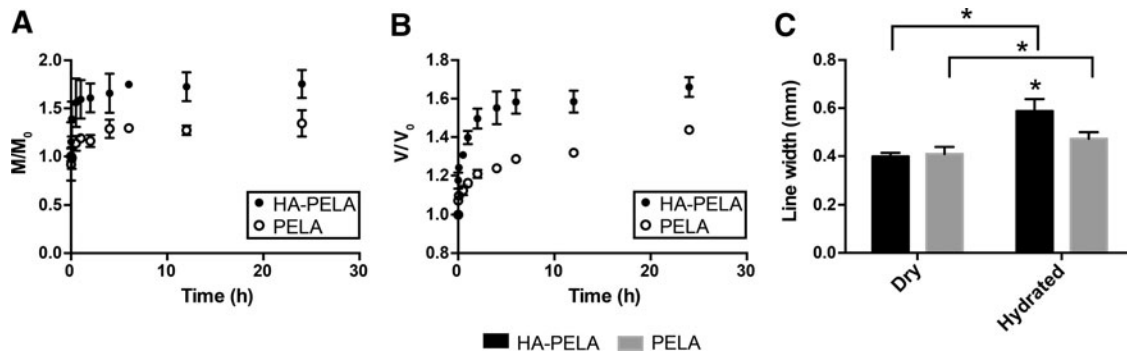 A
M/M0
2.0
1.5
1.0
0.5
0.0
0 10 20 30
Time (h)
HA-PELA
PELA
B
V/V0
1.8
1.6
1.4
1.2
1.0
0.8
0 10 20 30
Time (h)
HA-PELA
PELA
C
Line width (mm)
0.8
0.6
0.4
0.2
0.0
*
*
*
Dry
Hydrated
HA-PELA PELA